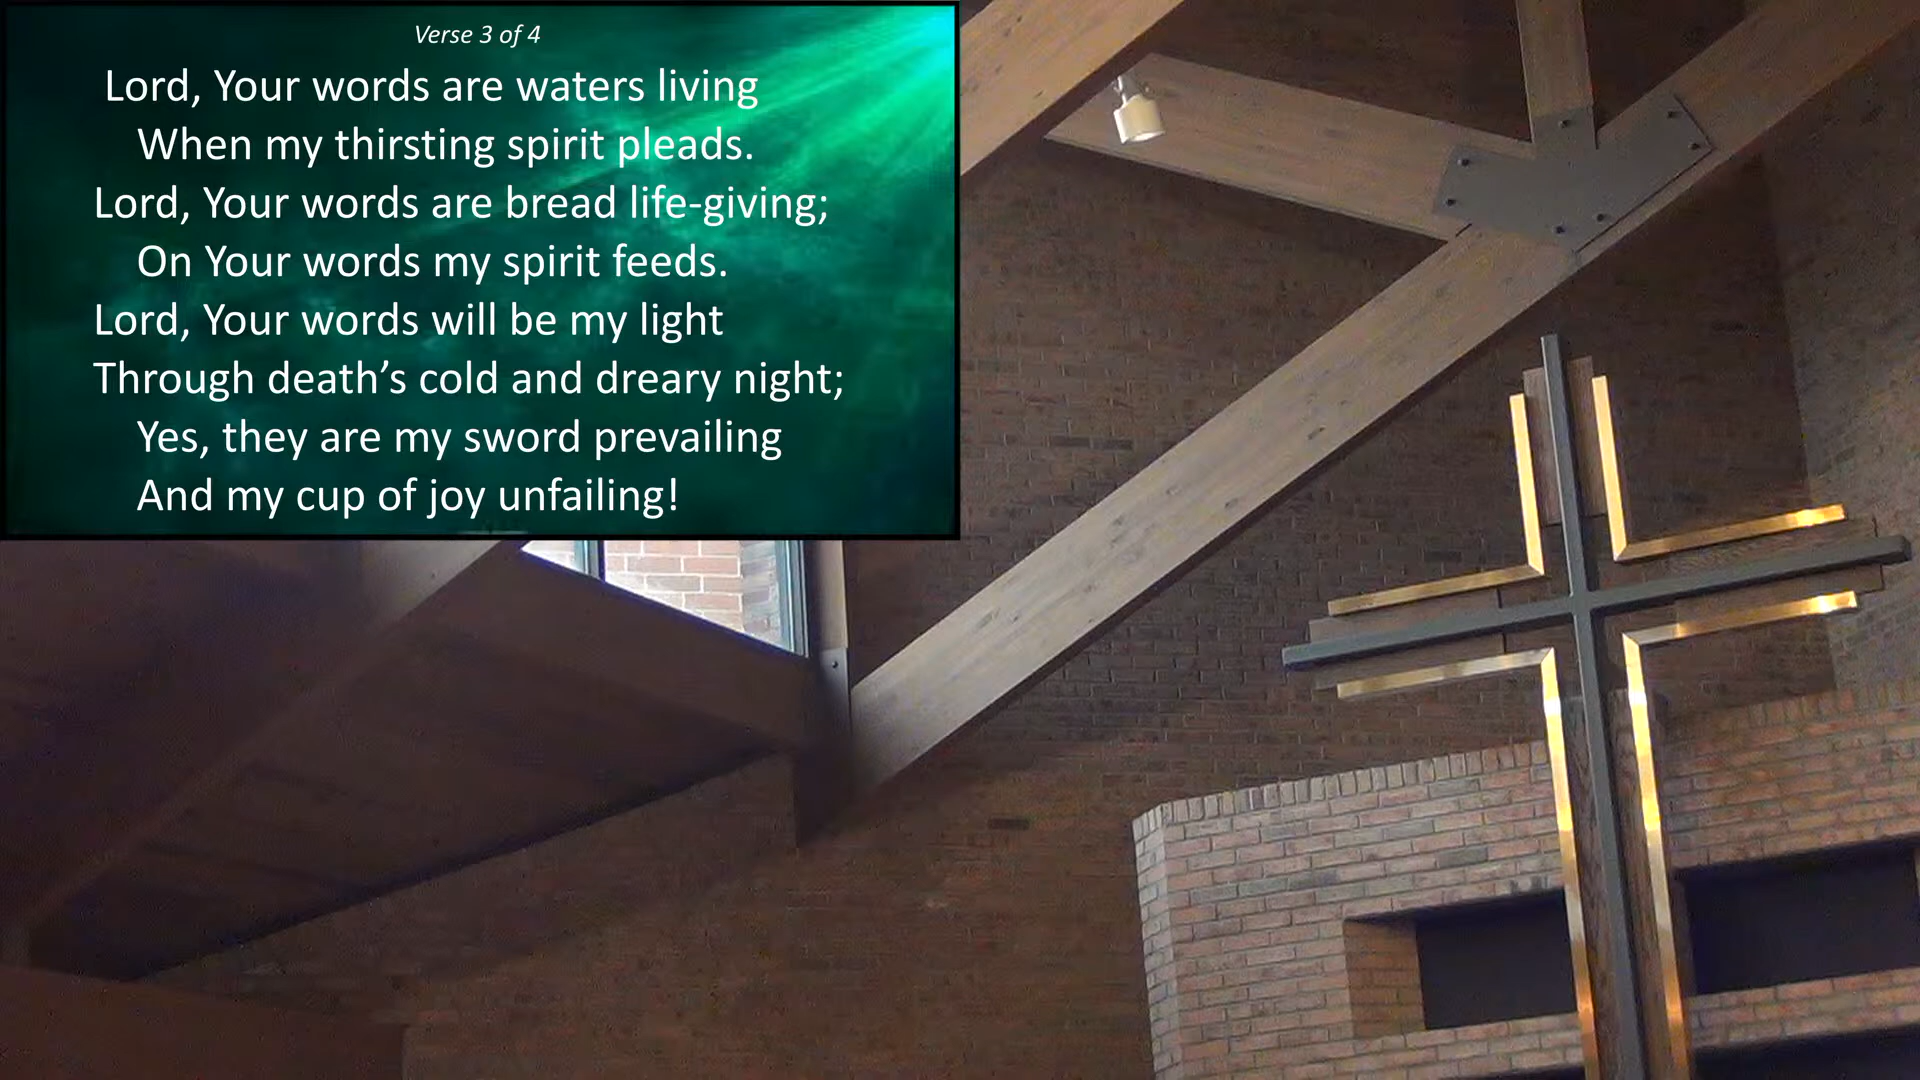 Verse 3 of 4
Lord, Your words are waters living
When my thirsting spirit pleads.
Lord, Your words are bread life-giving;
On Your words my spirit feeds.
Lord, Your words will be my light
Through death’s cold and dreary night;
Yes, they are my sword prevailing
And my cup of joy unfailing!